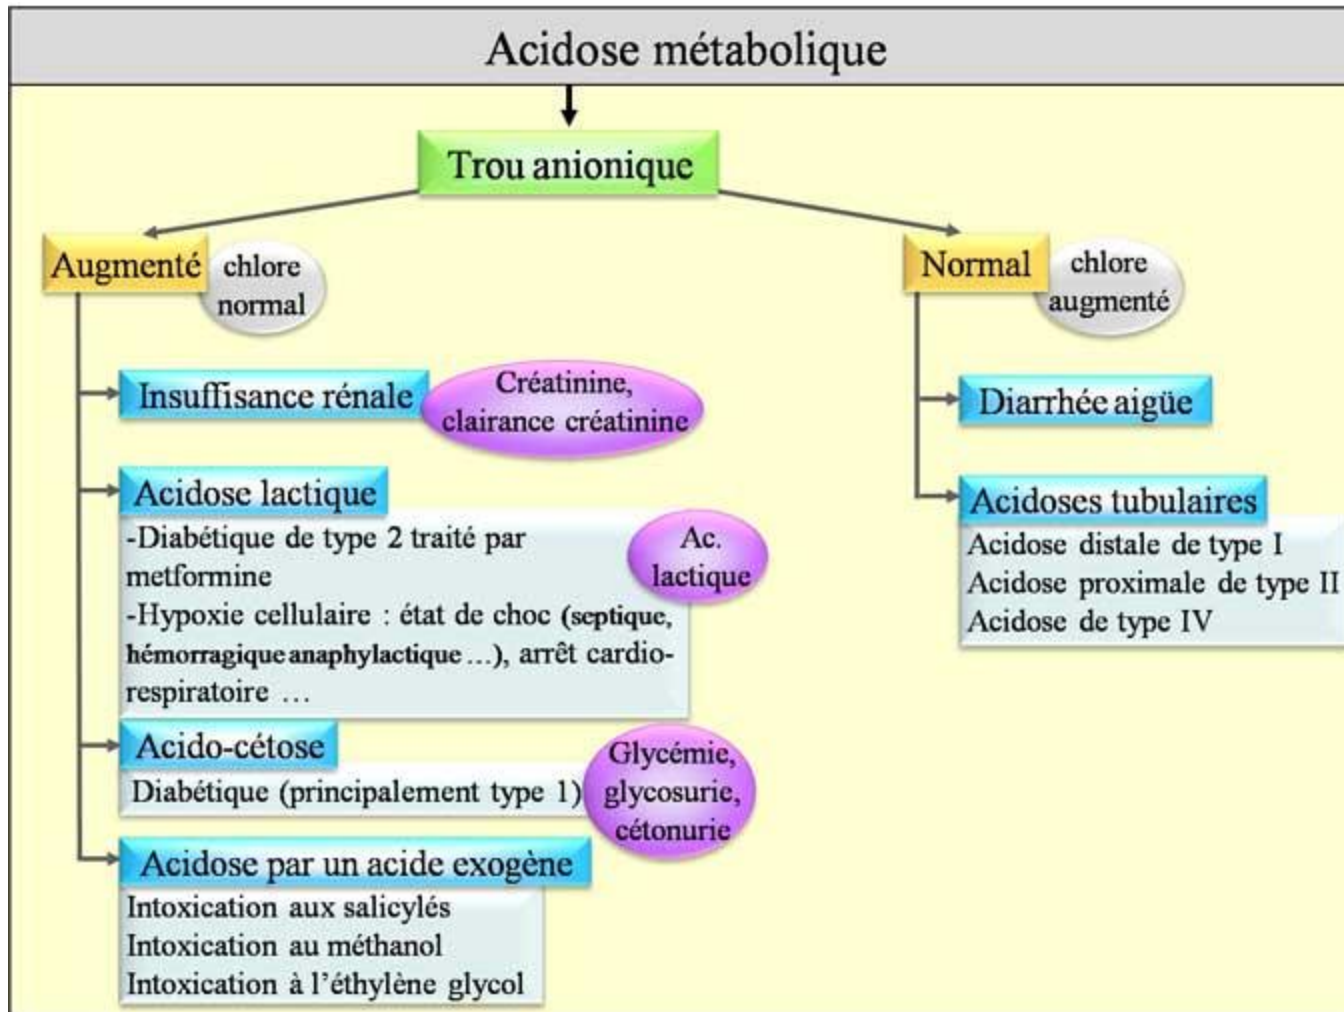 Acidose métabolique
Trou anionique
Augmenté
chlore
normal
Insuffisance rénale
Créatinine,
clairance créatinine
Acidose lactique
-Diabétique de type 2 traité par
metformine
-Hypoxie cellulaire : état de choc (septique,
hémorragique anaphylactique ...), arrêt cardio-
respiratoire ...
Ac.
lactique
Acido-cétose
Diabétique (principalement type 1)
Glycémie,
glycosurie,
cétonurie
Acidose par un acide exogène
Intoxication aux salicylés
Intoxication au méthanol
Intoxication à l'éthylène glycol
Normal
chlore
augmenté
Diarrhée aigüe
Acidoses tubulaires
Acidose distale de type I
Acidose proximale de type II
Acidose de type IV